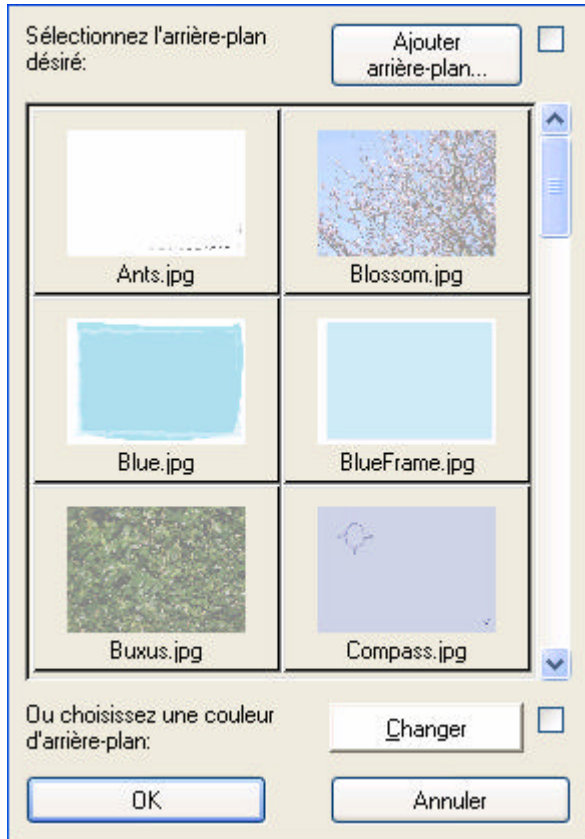 Sélectionnez l'arrière-plan
désiré:
Ajouter
arrière-plan...
Ants.jpg
Blossom.jpg
Blue.jpg
BlueFrame.jpg
Buxus.jpg
Compass.jpg
Ou choisissez une couleur
d'arrière-plan:
Changer
OK
Annuler